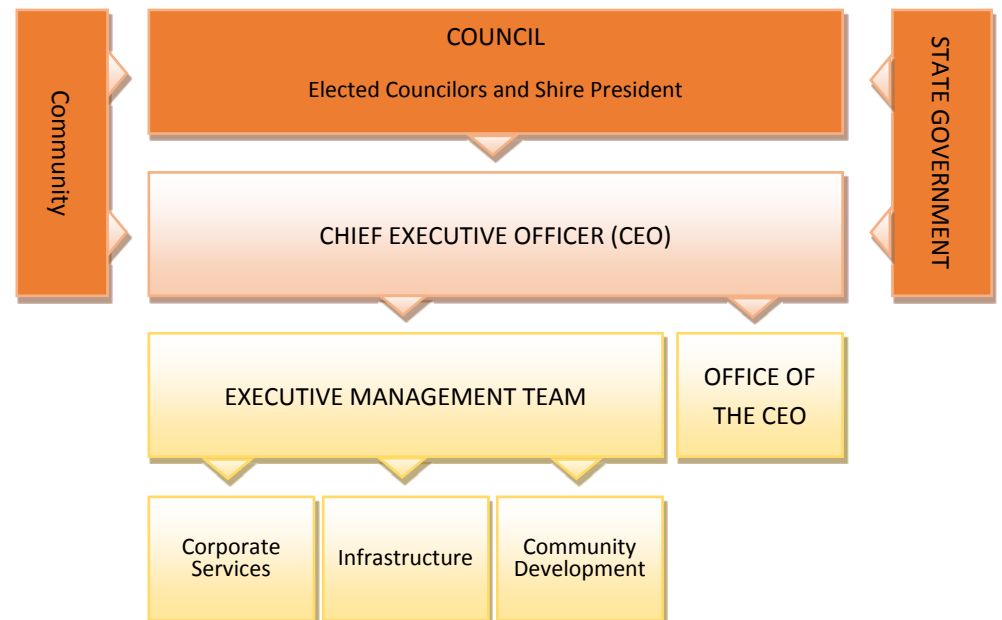 COUNCIL
Elected Councilors and Shire President
Community
STATE GOVERNMENT
CHIEF EXECUTIVE OFFICER (CEO)
EXECUTIVE MANAGEMENT TEAM
OFFICE OF
THE CEO
Corporate
Services
Infrastructure
Community
Development